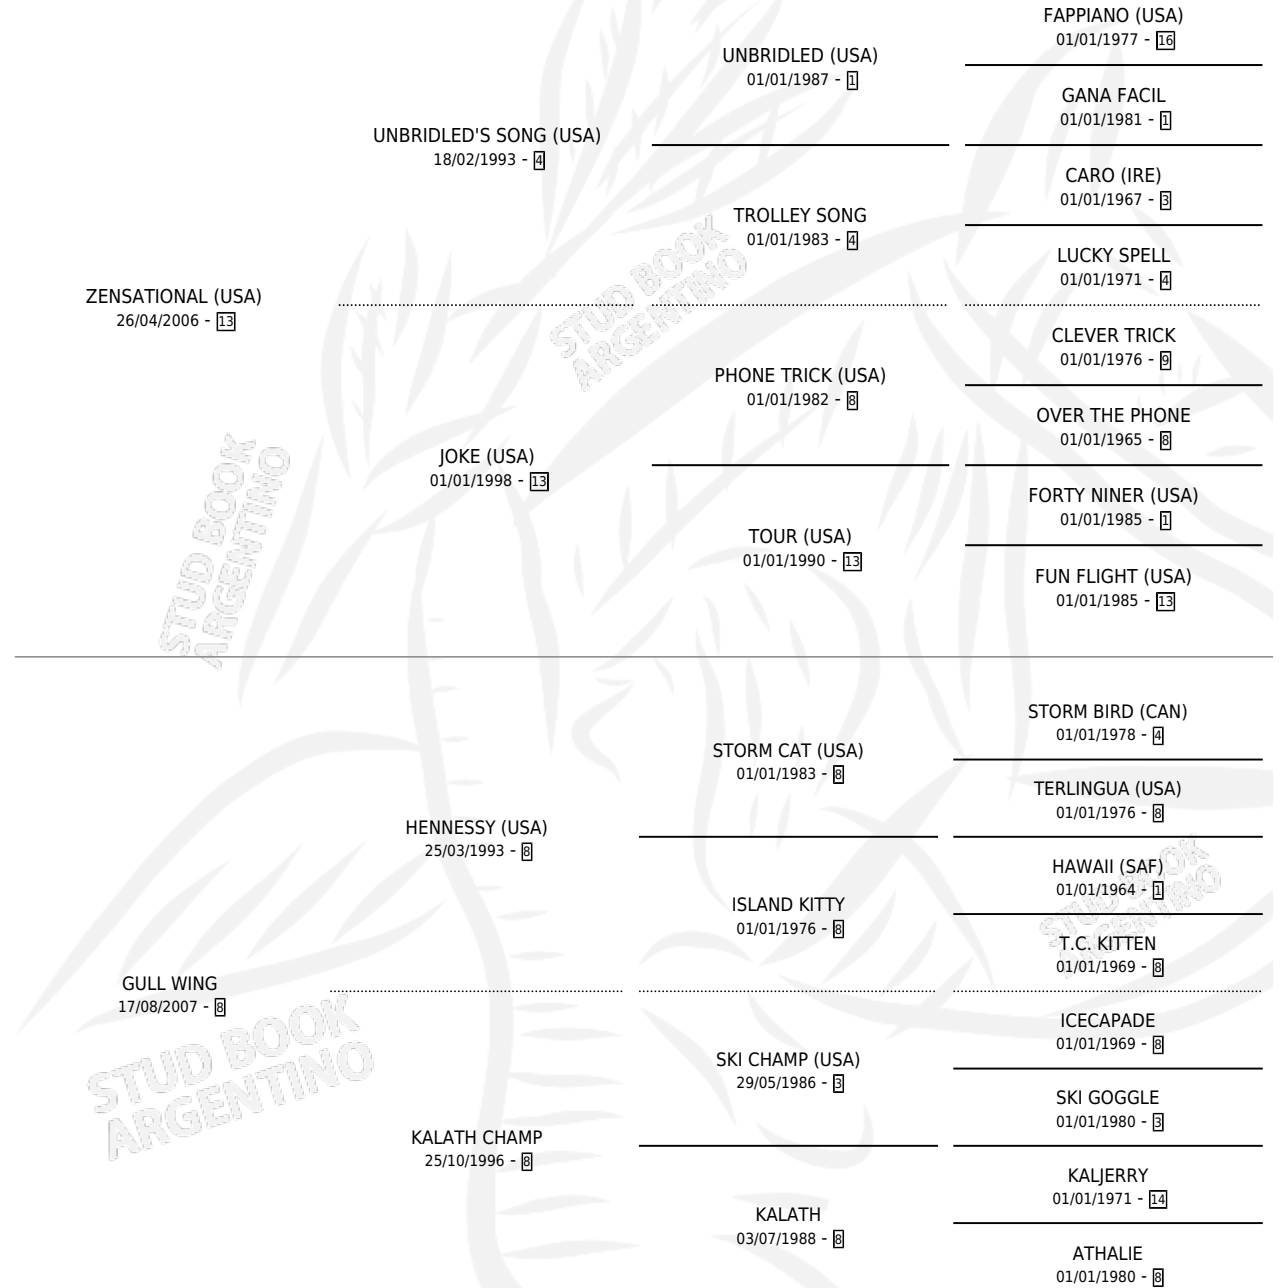 FAPPIANO (USA)
01/01/1977 - 16
UNBRIDLED (USA)
01/01/1987 - 1
GANA FACIL
01/01/1981 - 1
UNBRIDLED'S SONG (USA)
18/02/1993 - 4
CARO (IRE)
01/01/1967 - 3
TROLLEY SONG
01/01/1983 - 4
LUCKY SPELL
01/01/1971 - 4
ZENSATIONAL (USA)
26/04/2006 - 13
STUD BOOK
ARGENTINO
CLEVER TRICK
01/01/1976 - 9
PHONE TRICK (USA)
01/01/1982 - 8
OVER THE PHONE
01/01/1965 - 8
JOKE (USA)
01/01/1998 - 13
FORTY NINER (USA)
01/01/1985 - 1
TOUR (USA)
01/01/1990 - 13
FUN FLIGHT (USA)
01/01/1985 - 13
STUD BOOK
ARGENTINO
STORM BIRD (CAN)
01/01/1978 - 4
STORM CAT (USA)
01/01/1983 - 8
TERLINGUA (USA)
01/01/1976 - 8
HENNESSY (USA)
25/03/1993 - 8
HAWAII (SAF)
01/01/1964 - 1
ISLAND KITTY
01/01/1976 - 8
STUD BOOK
ARGENTINO
T.C. KITTEN
01/01/1969 - 8
GULL WING
17/08/2007 - 8
ICECAPADE
01/01/1969 - 8
SKI CHAMP (USA)
29/05/1986 - 3
STUD BOOK
ARGENTINO
SKI GOGGLE
01/01/1980 - 3
KALATH CHAMP
25/10/1996 - 8
KALJERRY
01/01/1971 - 14
KALATH
03/07/1988 - 8
ATHALIE
01/01/1980 - 8